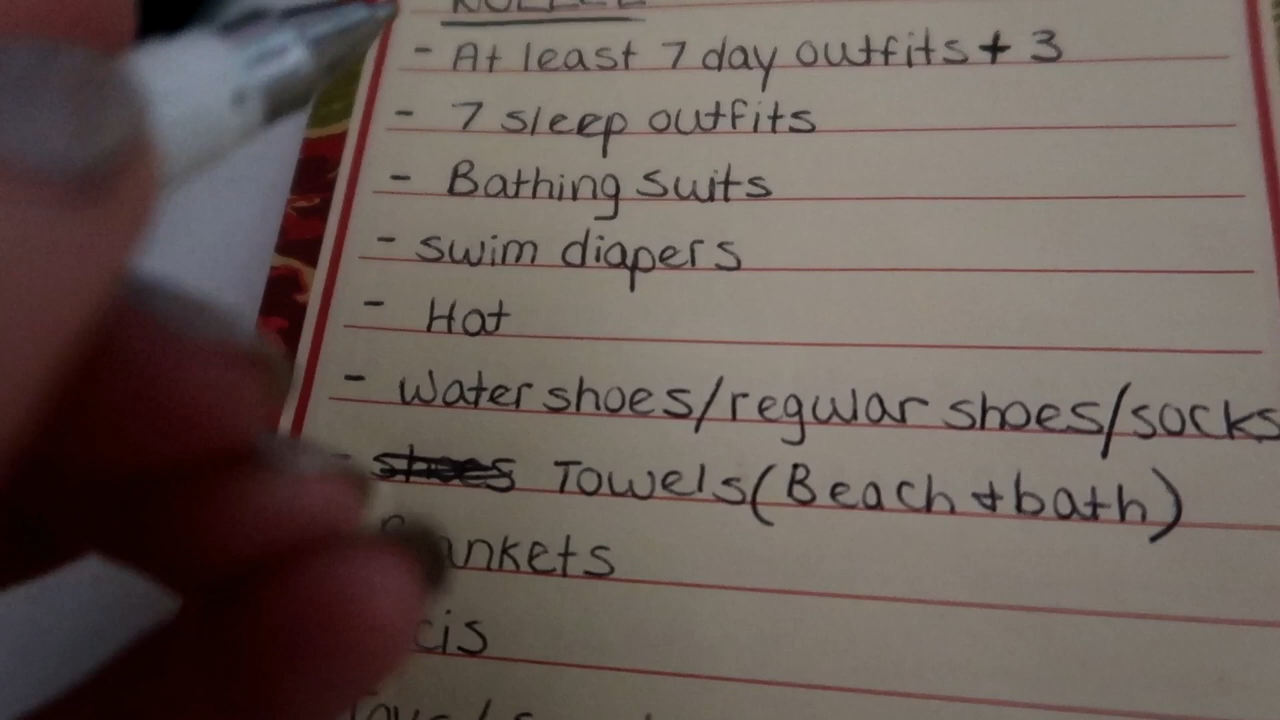 - At least 7 day outfits + 3
- 7 sleep outfits
- Bathing suits
- swim diapers
- Hat
- Water shoes/regular shoes/socks
- shoes Towels (Beach + bath)